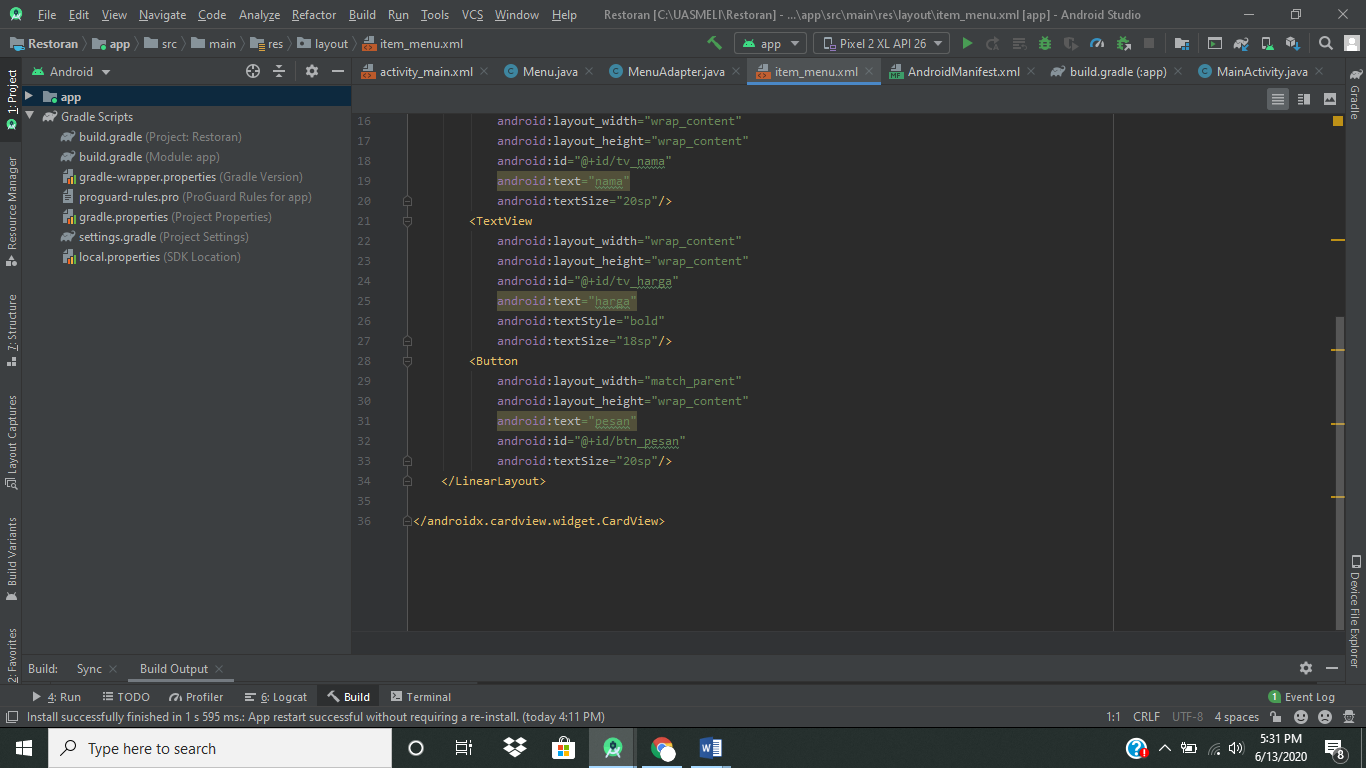 File Edit View Navigate Code Analyze Refactor Build Run Tools VCS Window Help Restoran [C:\UASMELI\Restoran] - ...\app\src\main\res\layout\item_menu.xml [app] - Android Studio
Restoran app src main res layout item_menu.xml app Pixel 2 XL API 26
Android activity_main.xml Menu.java MenuAdapter.java item_menu.xml AndroidManifest.xml build.gradle (:app) MainActivity.java
1: Project
Resource Manager
7: Structure
Layout Captures
Build Variants
2: Favorites
app
Gradle Scripts
build.gradle (Project: Restoran)
build.gradle (Module: app)
gradle-wrapper.properties (Gradle Version)
proguard-rules.pro (ProGuard Rules for app)
gradle.properties (Project Properties)
settings.gradle (Project Settings)
local.properties (SDK Location)
16 android:layout_width="wrap_content"
17 android:layout_height="wrap_content"
18 android:id="@+id/tv_nama"
19 android:text="nama"
20 android:textSize="20sp"/>
21 <TextView
22 android:layout_width="wrap_content"
23 android:layout_height="wrap_content"
24 android:id="@+id/tv_harga"
25 android:text="harga"
26 android:textStyle="bold"
27 android:textSize="18sp"/>
28 <Button
29 android:layout_width="match_parent"
30 android:layout_height="wrap_content"
31 android:text="pesan"
32 android:id="@+id/btn_pesan"
33 android:textSize="20sp"/>
34 </LinearLayout>
35
36 </androidx.cardview.widget.CardView>
Gradle
Device File Explorer
Build: Sync Build Output
4: Run TODO Profiler 6: Logcat Build Terminal 1 Event Log
Install successfully finished in 1 s 595 ms.: App restart successful without requiring a re-install. (today 4:11 PM) 1:1 CRLF UTF-8 4 spaces
Type here to search
5:31 PM
6/13/2020
8